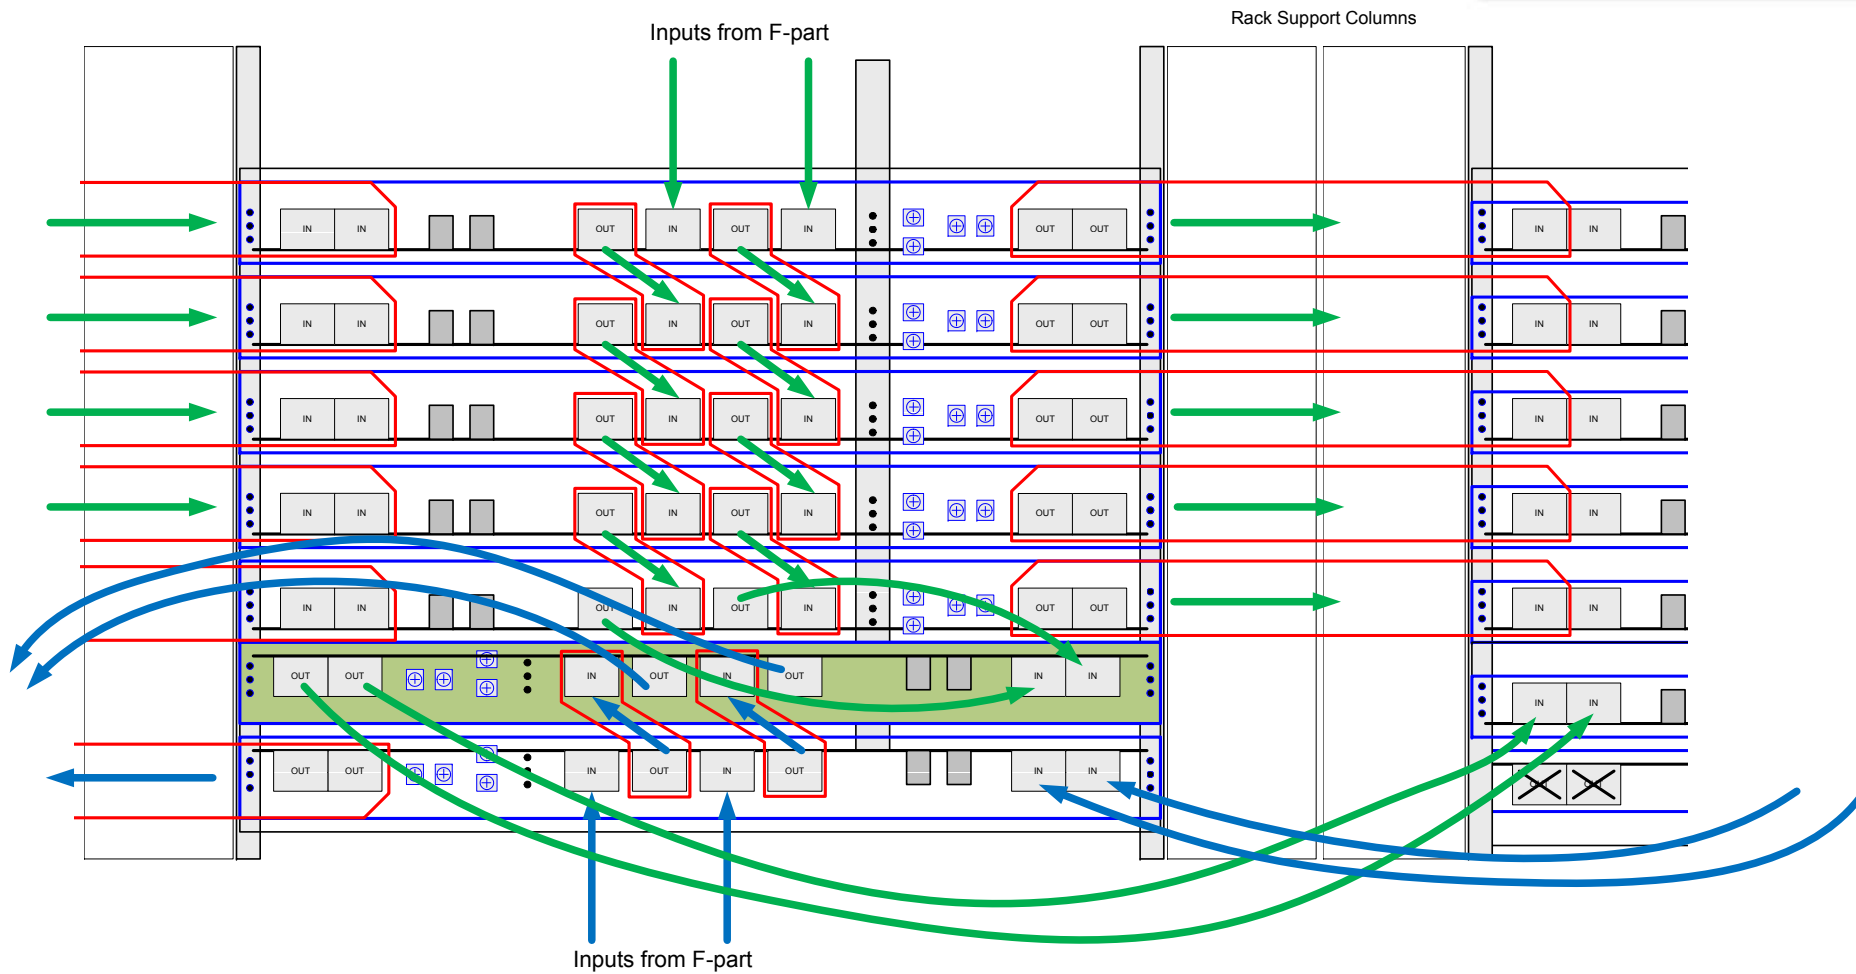 Rack Support Columns
Inputs from F-part
IN IN OUT IN OUT IN OUT OUT IN IN
IN IN OUT IN OUT IN OUT OUT IN IN
IN IN OUT IN OUT IN OUT OUT IN IN
IN IN OUT IN OUT IN OUT OUT IN IN
IN IN OUT IN OUT IN OUT OUT IN IN
OUT OUT IN OUT IN OUT IN IN IN IN
OUT OUT IN OUT IN OUT IN IN
Inputs from F-part